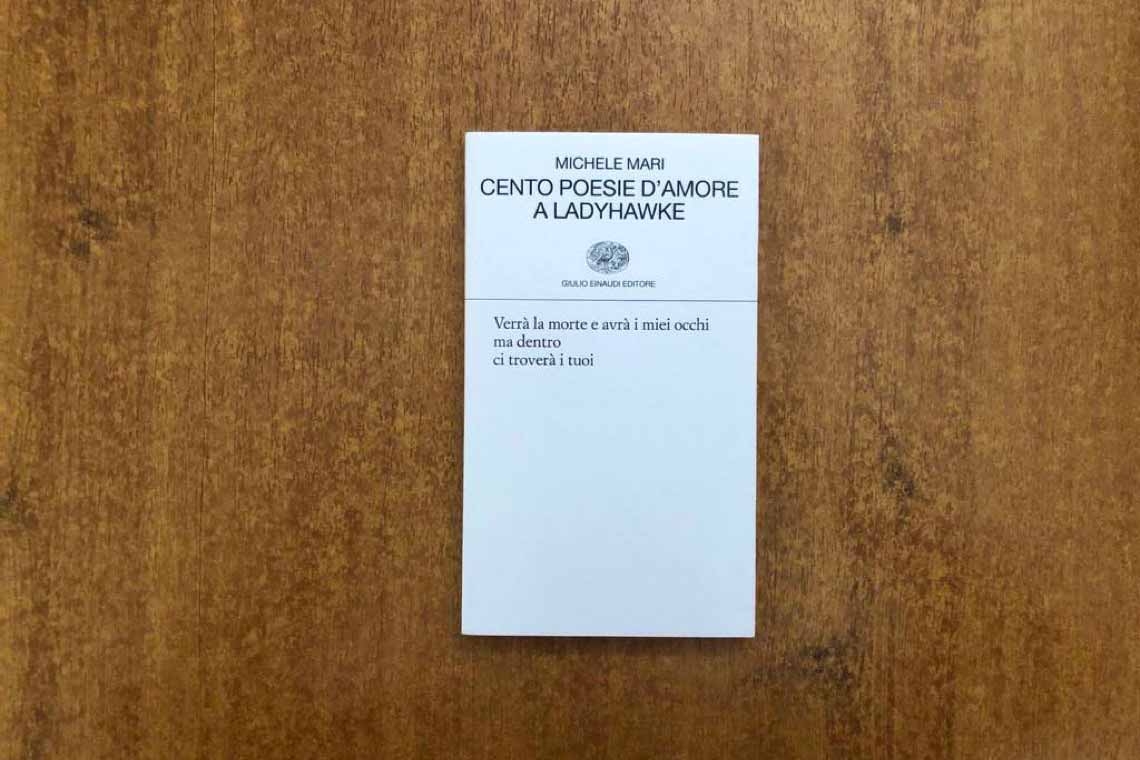 MICHELE MARI
CENTO POESIE D'AMORE
A LADYHAWKE
GIULIO EINAUDI EDITORE
Verrà la morte e avrà i miei occhi
ma dentro
ci troverà i tuoi